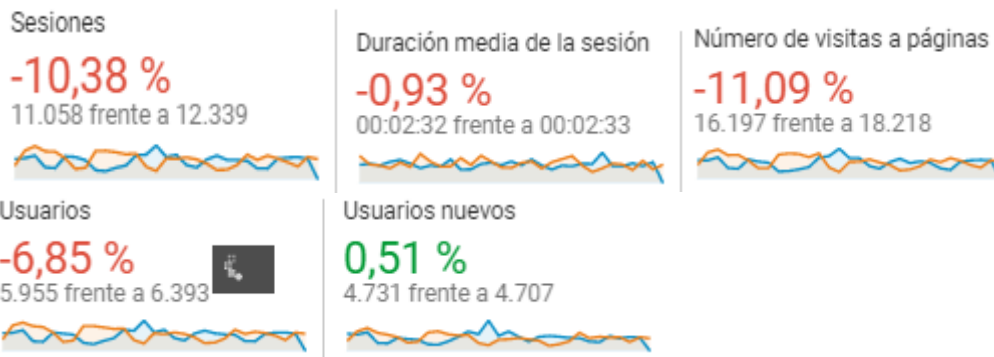 Sesiones
-10,38 %
11.058 frente a 12.339
Duración media de la sesión
-0,93 %
00:02:32 frente a 00:02:33
Número de visitas a páginas
-11,09 %
16.197 frente a 18.218
Usuarios
-6,85 %
5.955 frente a 6.393
Usuarios nuevos
0,51 %
4.731 frente a 4.707